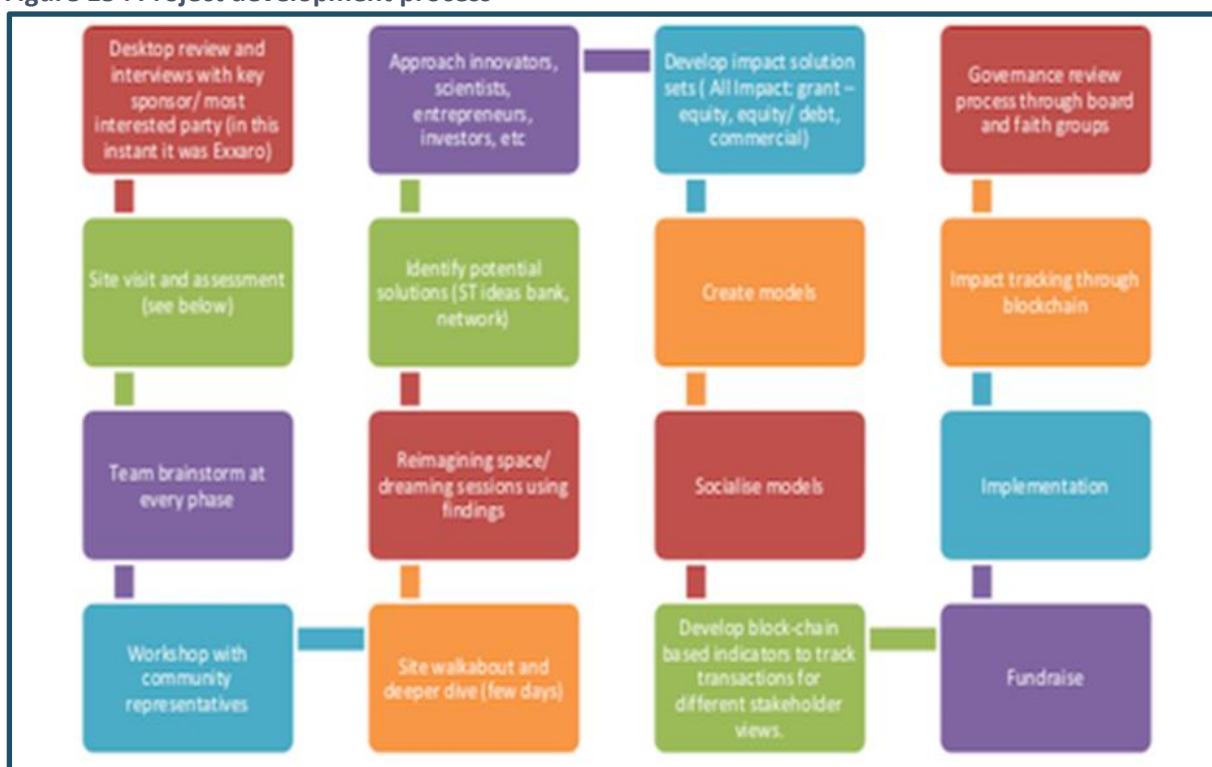 Desktop review and
interviews with key
sponsor/ most
interested party (in this
instant it was Exxaro)
Site visit and assessment
(see below)
Team brainstorm at
every phase
Workshop with
community
representatives
Site walkabout and
deeper dive (few days)
Reimagining space/
dreaming sessions using
findings
Identify potential
solutions (ST ideas bank,
network)
Approach innovators,
scientists,
entrepreneurs,
investors, etc
Develop impact solution
sets ( All Impact: grant –
equity, equity/ debt,
commercial)
Create models
Socialise models
Develop block-chain
based indicators to track
transactions for
different stakeholder
views.
Fundraise
Implementation
Impact tracking through
blockchain
Governance review
process through board
and faith groups